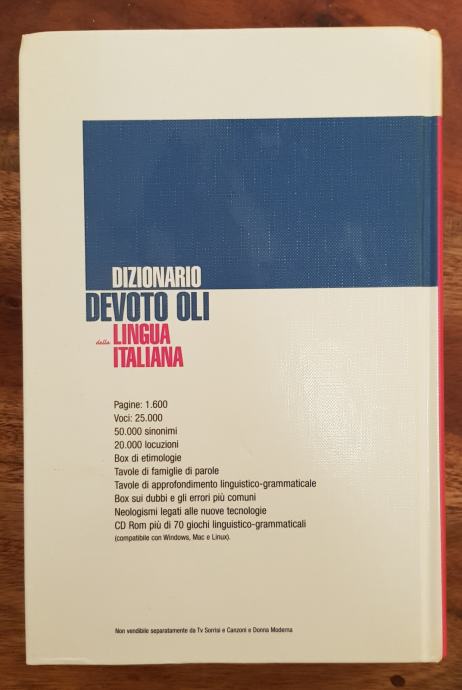 DIZIONARIO
DEVOTO OLI
della LINGUA
ITALIANA
Pagine: 1.600
Voci: 25.000
50.000 sinonimi
20.000 locuzioni
Box di etimologie
Tavole di famiglie di parole
Tavole di approfondimento linguistico-grammaticale
Box sui dubbi e gli errori più comuni
Neologismi legati alle nuove tecnologie
CD Rom più di 70 giochi linguistico-grammaticali
(compatibile con Windows, Mac e Linux).
Non vendibile separatamente da Tv Sorrisi e Canzoni e Donna Moderna